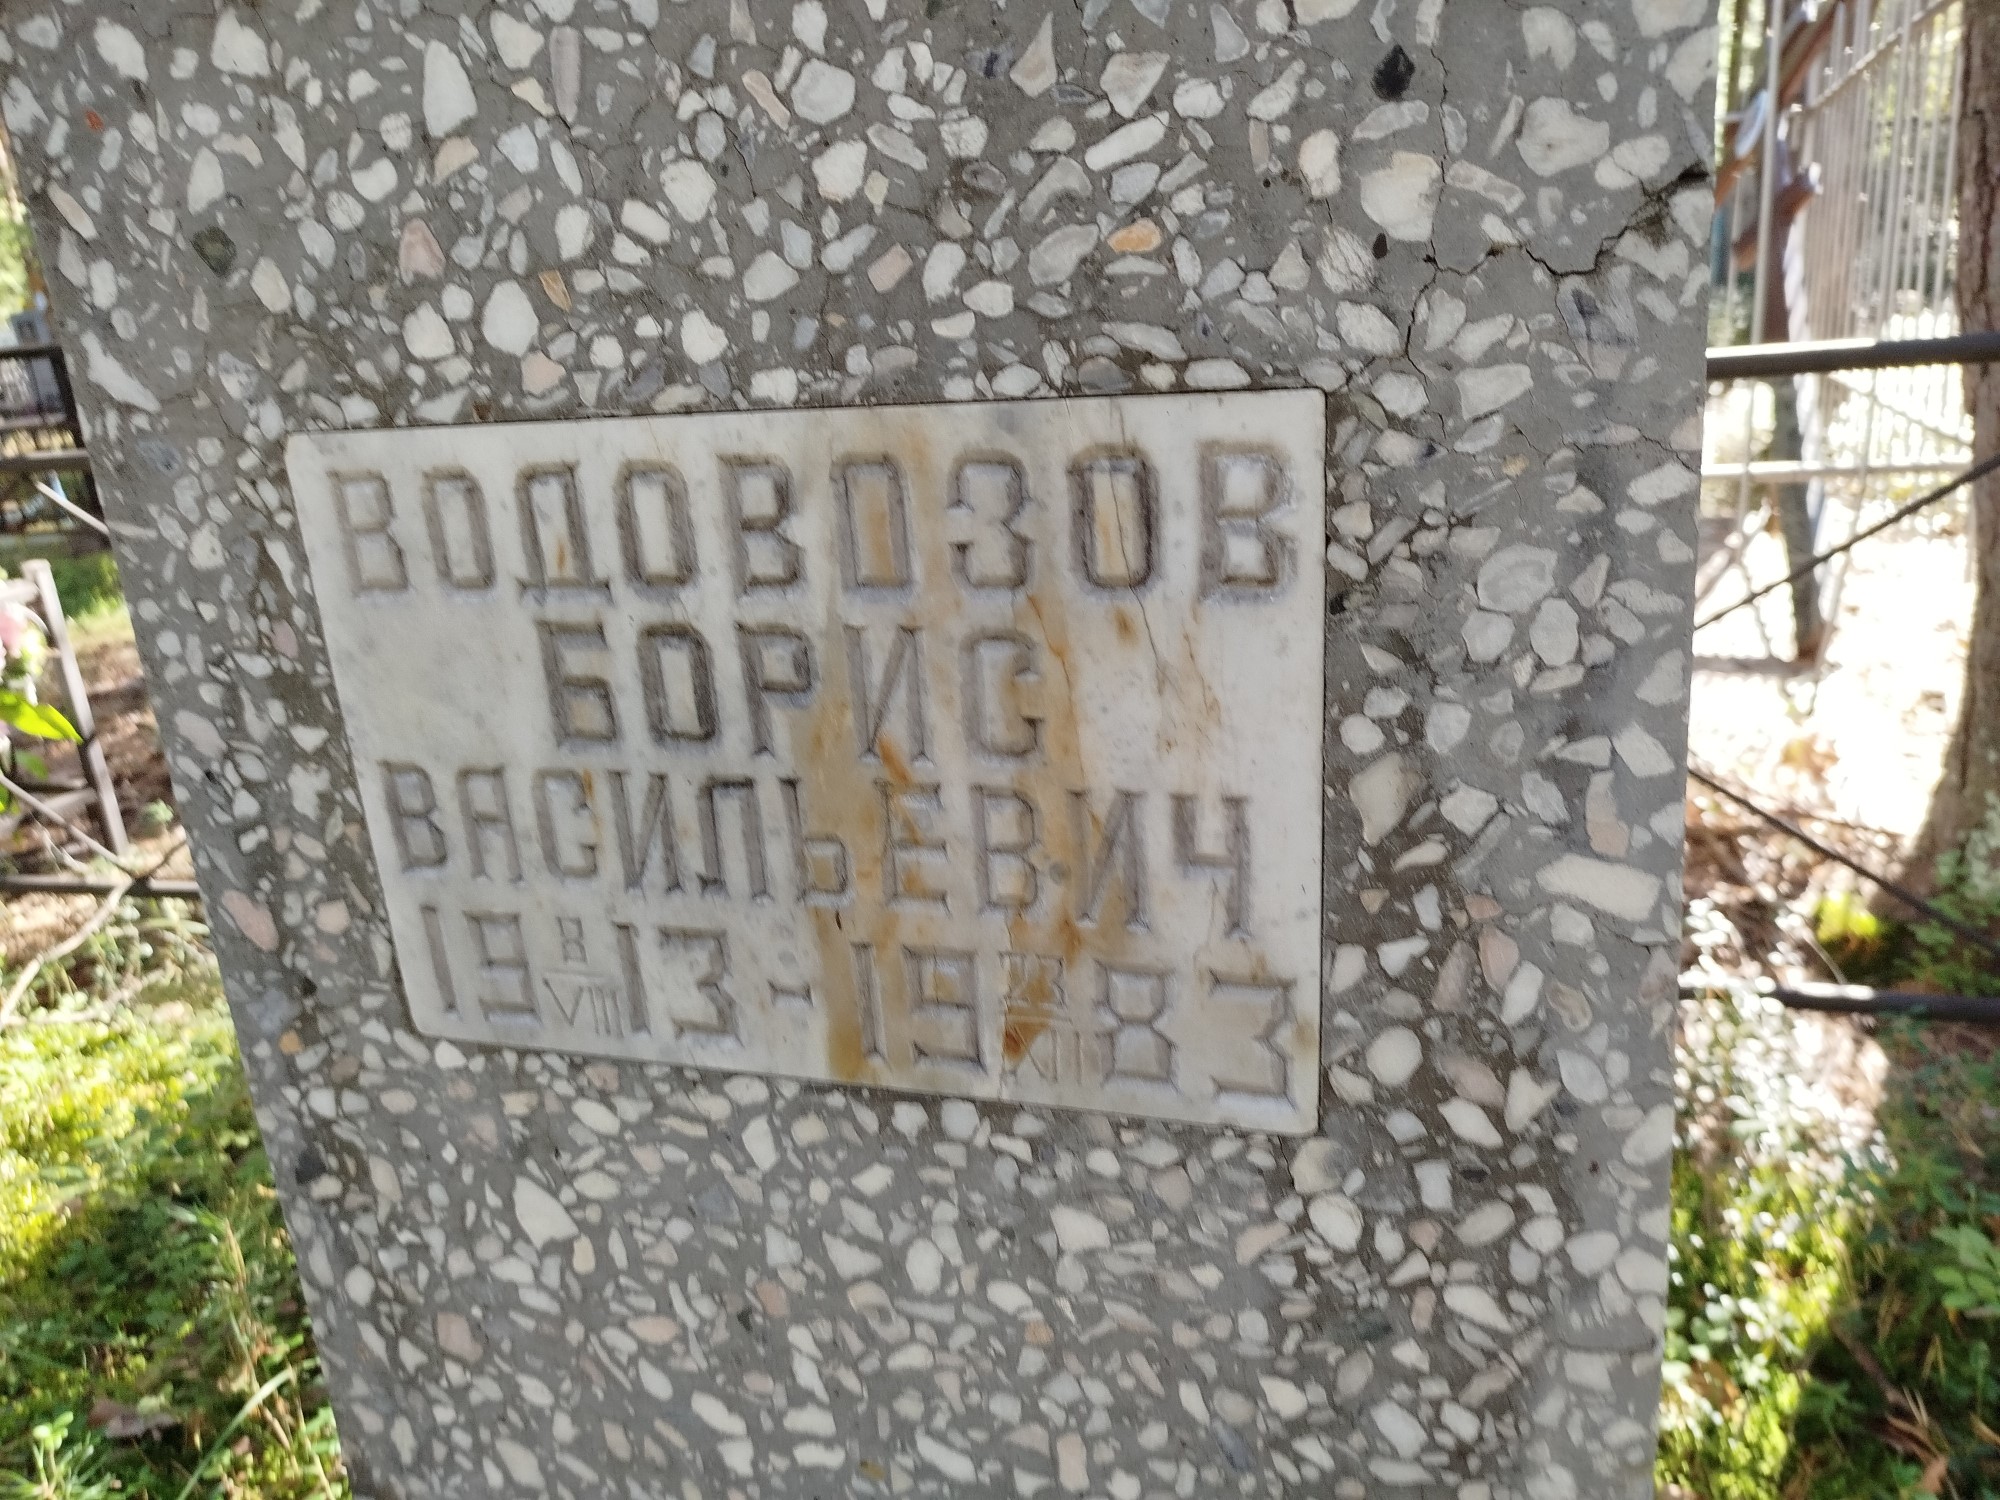 ВОДОВОЗОВ
БОРИС
ВАСИЛЬЕВИЧ
19 8/VIII 13 - 19 83